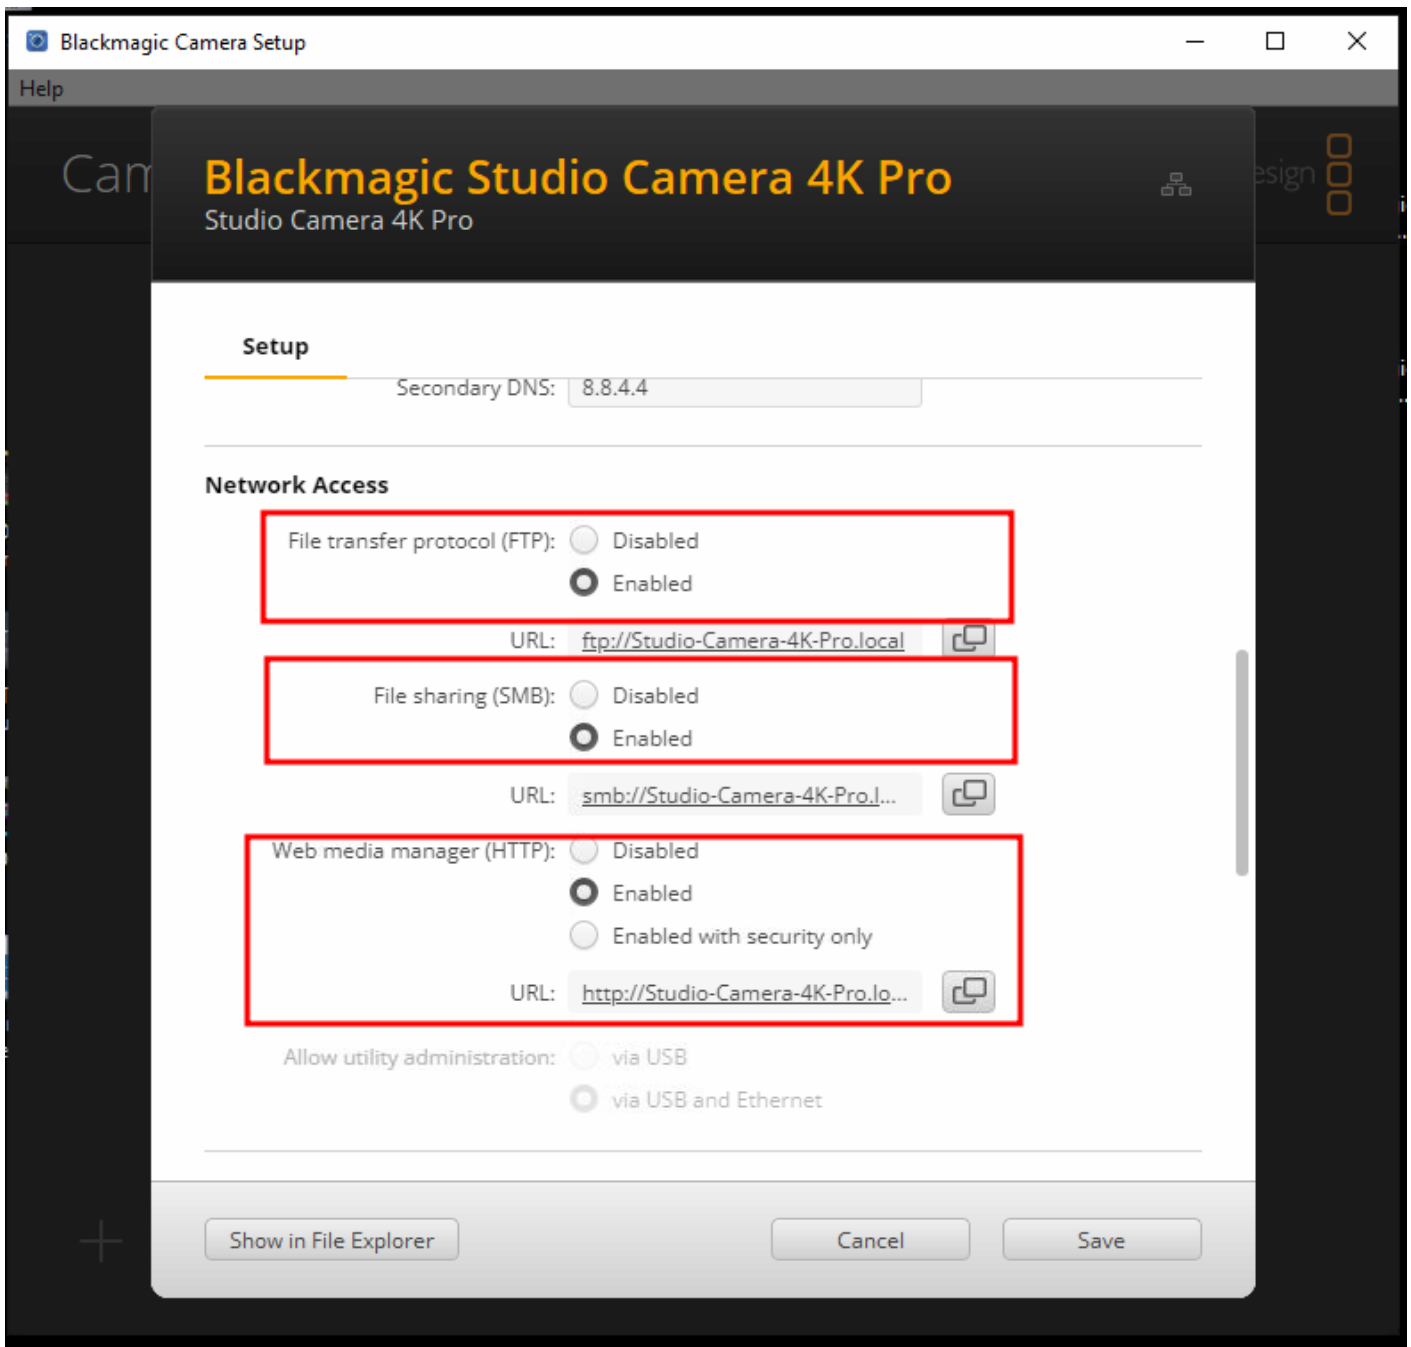 Blackmagic Camera Setup
Help
Cam
Blackmagic Studio Camera 4K Pro
Studio Camera 4K Pro
esign
Setup
Secondary DNS: 8.8.4.4
Network Access
File transfer protocol (FTP): Disabled
Enabled
URL: ftp://Studio-Camera-4K-Pro.local
File sharing (SMB): Disabled
Enabled
URL: smb://Studio-Camera-4K-Pro.l...
Web media manager (HTTP): Disabled
Enabled
Enabled with security only
URL: http://Studio-Camera-4K-Pro.lo...
Allow utility administration: via USB
via USB and Ethernet
Show in File Explorer
Cancel
Save